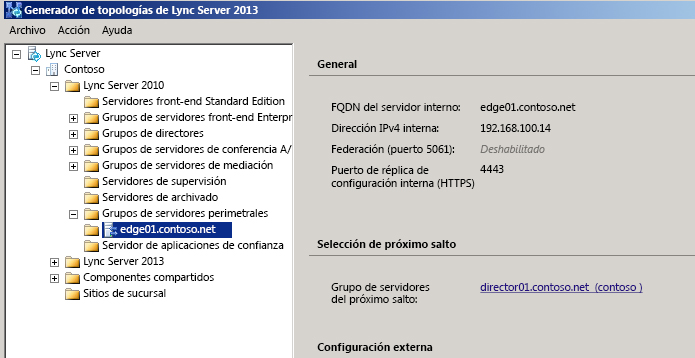 Generador de topologías de Lync Server 2013
Archivo Acción Ayuda
Lync Server
Contoso
Lync Server 2010
Servidores front-end Standard Edition
Grupos de servidores front-end Enterpr
Grupos de directores
Grupos de servidores de conferencia A/
Grupos de servidores de mediación
Servidores de supervisión
Servidores de archivado
Grupos de servidores perimetrales
edge01.contoso.net
Servidor de aplicaciones de confianza
Lync Server 2013
Componentes compartidos
Sitios de sucursal
General
FQDN del servidor interno: edge01.contoso.net
Dirección IPv4 interna: 192.168.100.14
Federación (puerto 5061): Deshabilitado
Puerto de réplica de 4443
configuración interna (HTTPS)
Selección de próximo salto
Grupo de servidores director01.contoso.net (contoso )
del próximo salto:
Configuración externa